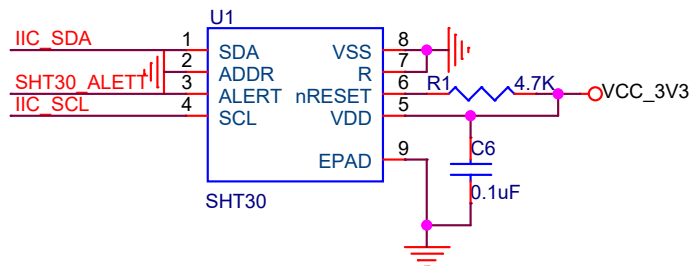 U1
IIC_SDA 1 SDA VSS 8
2 ADDR R 7
SHT30_ALETT 3 ALERT nRESET 6 R1 4.7K VCC_3V3
IIC_SCL 4 SCL VDD 5
C6
EPAD 9
0.1uF
SHT30